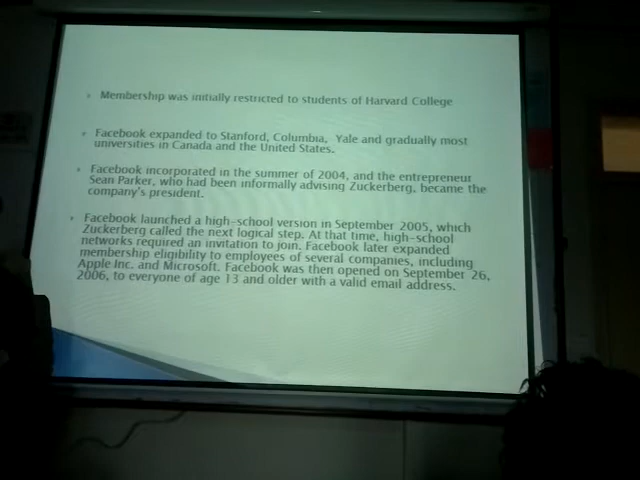 Membership was initially restricted to students of Harvard College
Facebook expanded to Stanford, Columbia, Yale and gradually most
universities in Canada and the United States.
Facebook incorporated in the summer of 2004, and the entrepreneur
Sean Parker, who had been informally advising Zuckerberg, became the
company's president.
Facebook launched a high-school version in September 2005, which
Zuckerberg called the next logical step. At that time, high-school
networks required an invitation to join. Facebook later expanded
membership eligibility to employees of several companies, including
Apple Inc. and Microsoft. Facebook was then opened on September 26,
2006, to everyone of age 13 and older with a valid email address.